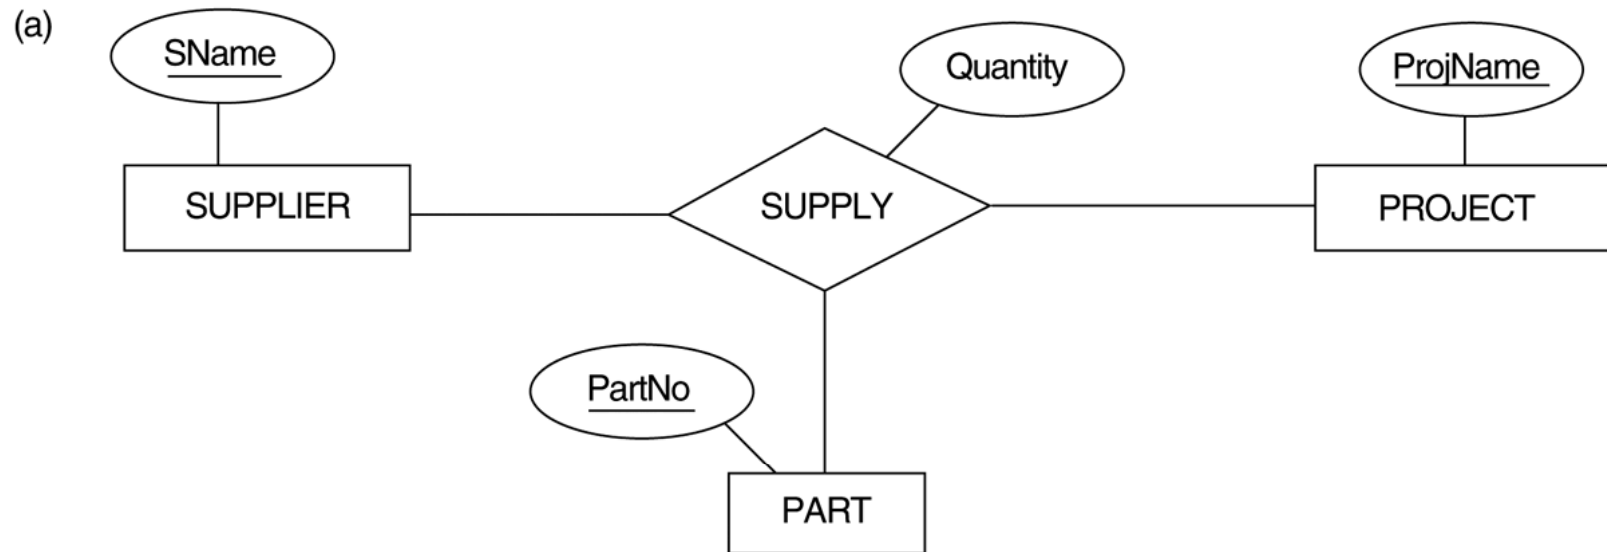 (a)
SName
Quantity
ProjName
SUPPLIER
SUPPLY
PROJECT
PartNo
PART